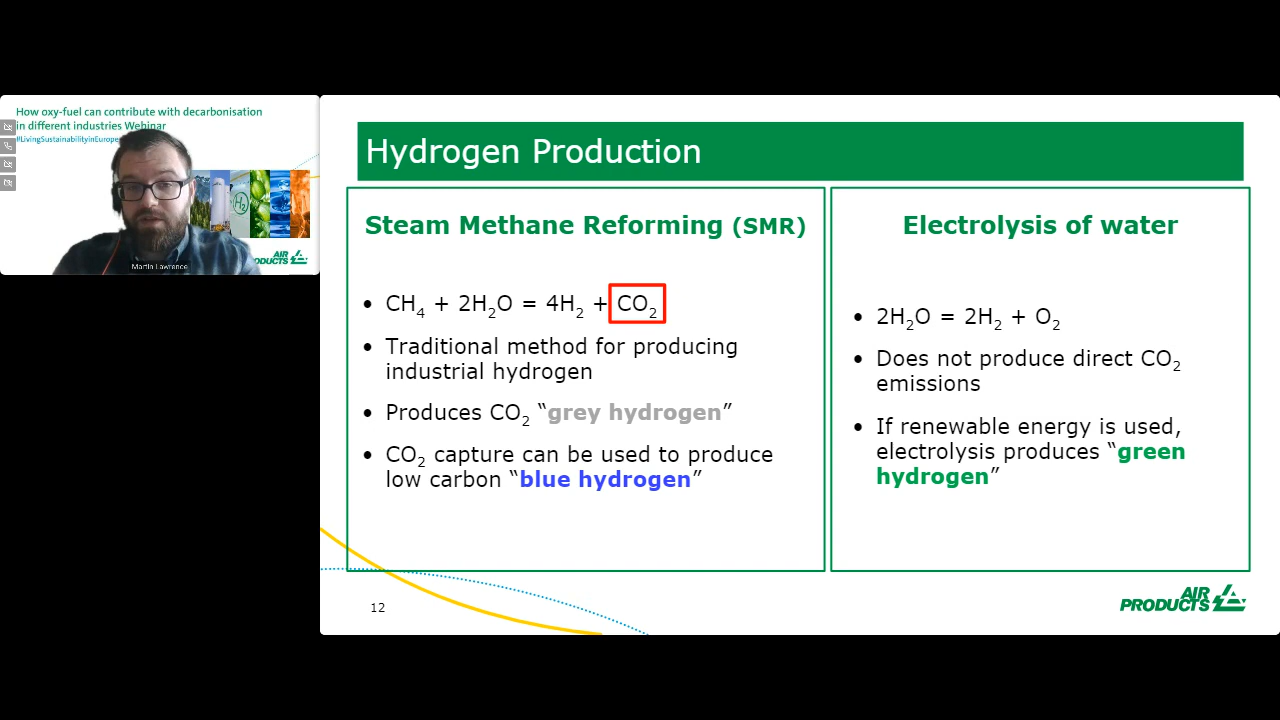 How oxy-fuel can contribute with decarbonisation
in different industries Webinar
#LivingSustainabilityinEurope
H₂
AIR
PRODUCTS
Martin Lawrence
Hydrogen Production
Steam Methane Reforming (SMR)
• CH₄ + 2H₂O = 4H₂ + CO₂
• Traditional method for producing
industrial hydrogen
• Produces CO₂ “grey hydrogen”
• CO₂ capture can be used to produce
low carbon “blue hydrogen”
Electrolysis of water
• 2H₂O = 2H₂ + O₂
• Does not produce direct CO₂
emissions
• If renewable energy is used,
electrolysis produces “green
hydrogen”
12
AIR
PRODUCTS